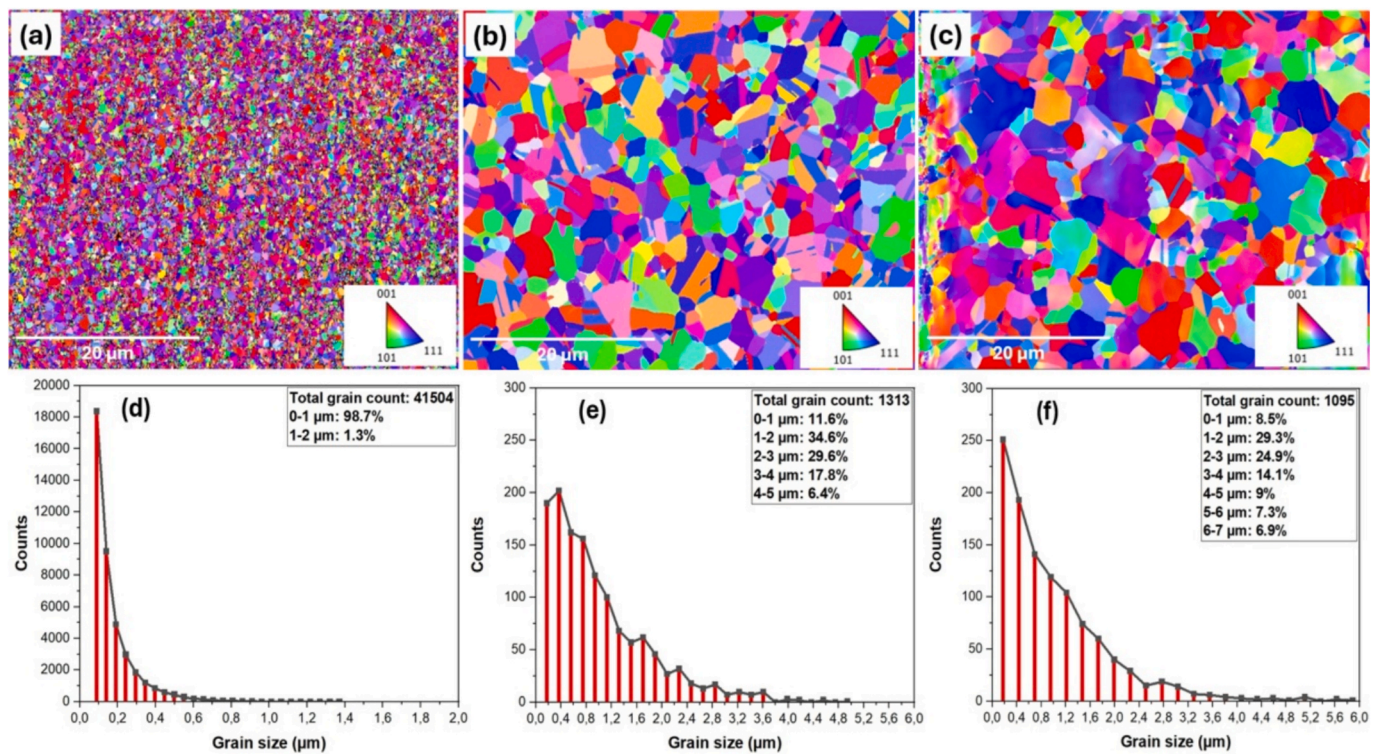 (a)
001
101
111
20 µm
(b)
001
101
111
20 µm
(c)
001
101
111
20 µm
(d)
Total grain count: 41504
0-1 µm: 98.7%
1-2 µm: 1.3%
20000
18000
16000
14000
12000
10000
8000
6000
4000
2000
0
Counts
0,0 0,2 0,4 0,6 0,8 1,0 1,2 1,4 1,6 1,8 2,0
Grain size (µm)
(e)
Total grain count: 1313
0-1 µm: 11.6%
1-2 µm: 34.6%
2-3 µm: 29.6%
3-4 µm: 17.8%
4-5 µm: 6.4%
300
250
200
150
100
50
0
Counts
0,0 0,4 0,8 1,2 1,6 2,0 2,4 2,8 3,2 3,6 4,0 4,4 4,8 5,2 5,6 6,0
Grain size (µm)
(f)
Total grain count: 1095
0-1 µm: 8.5%
1-2 µm: 29.3%
2-3 µm: 24.9%
3-4 µm: 14.1%
4-5 µm: 9%
5-6 µm: 7.3%
6-7 µm: 6.9%
300
250
200
150
100
50
0
Counts
0,0 0,4 0,8 1,2 1,6 2,0 2,4 2,8 3,2 3,6 4,0 4,4 4,8 5,2 5,6 6,0
Grain size (µm)